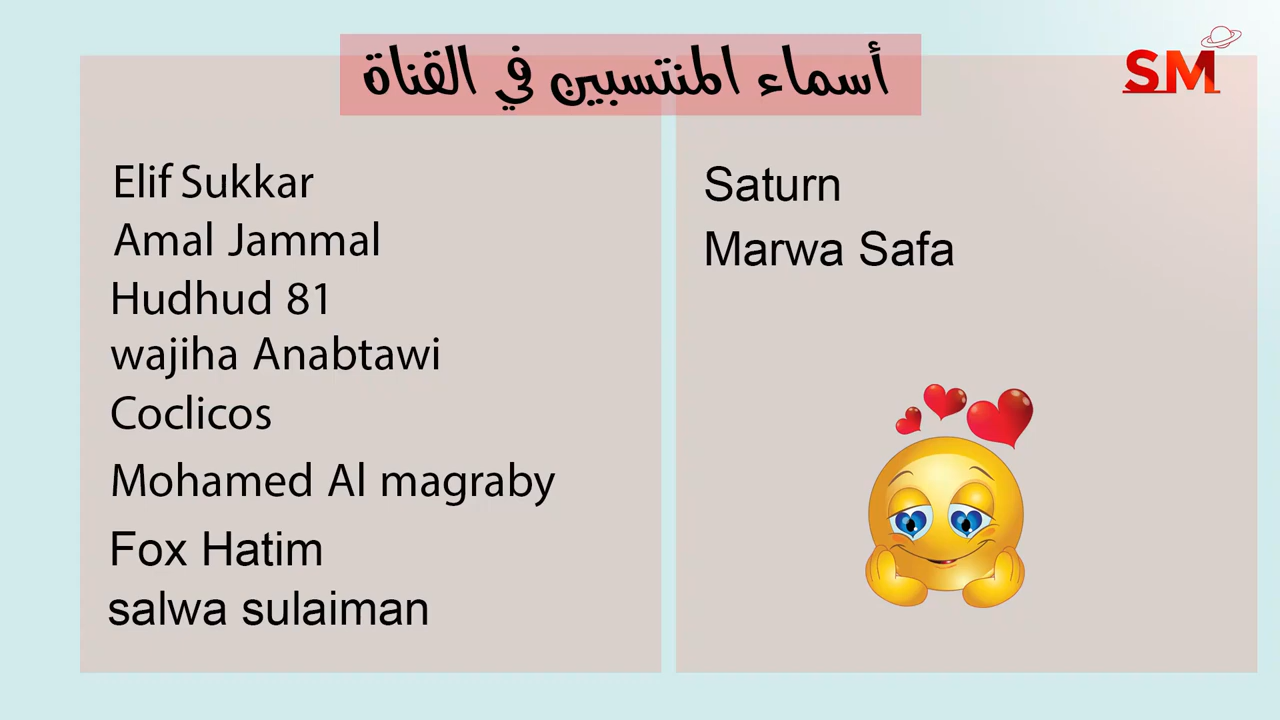 أسماء المنتسبين في القناة
SM
Elif Sukkar
Amal Jammal
Hudhud 81
wajiha Anabtawi
Coclicos
Mohamed Al magraby
Fox Hatim
salwa sulaiman
Saturn
Marwa Safa